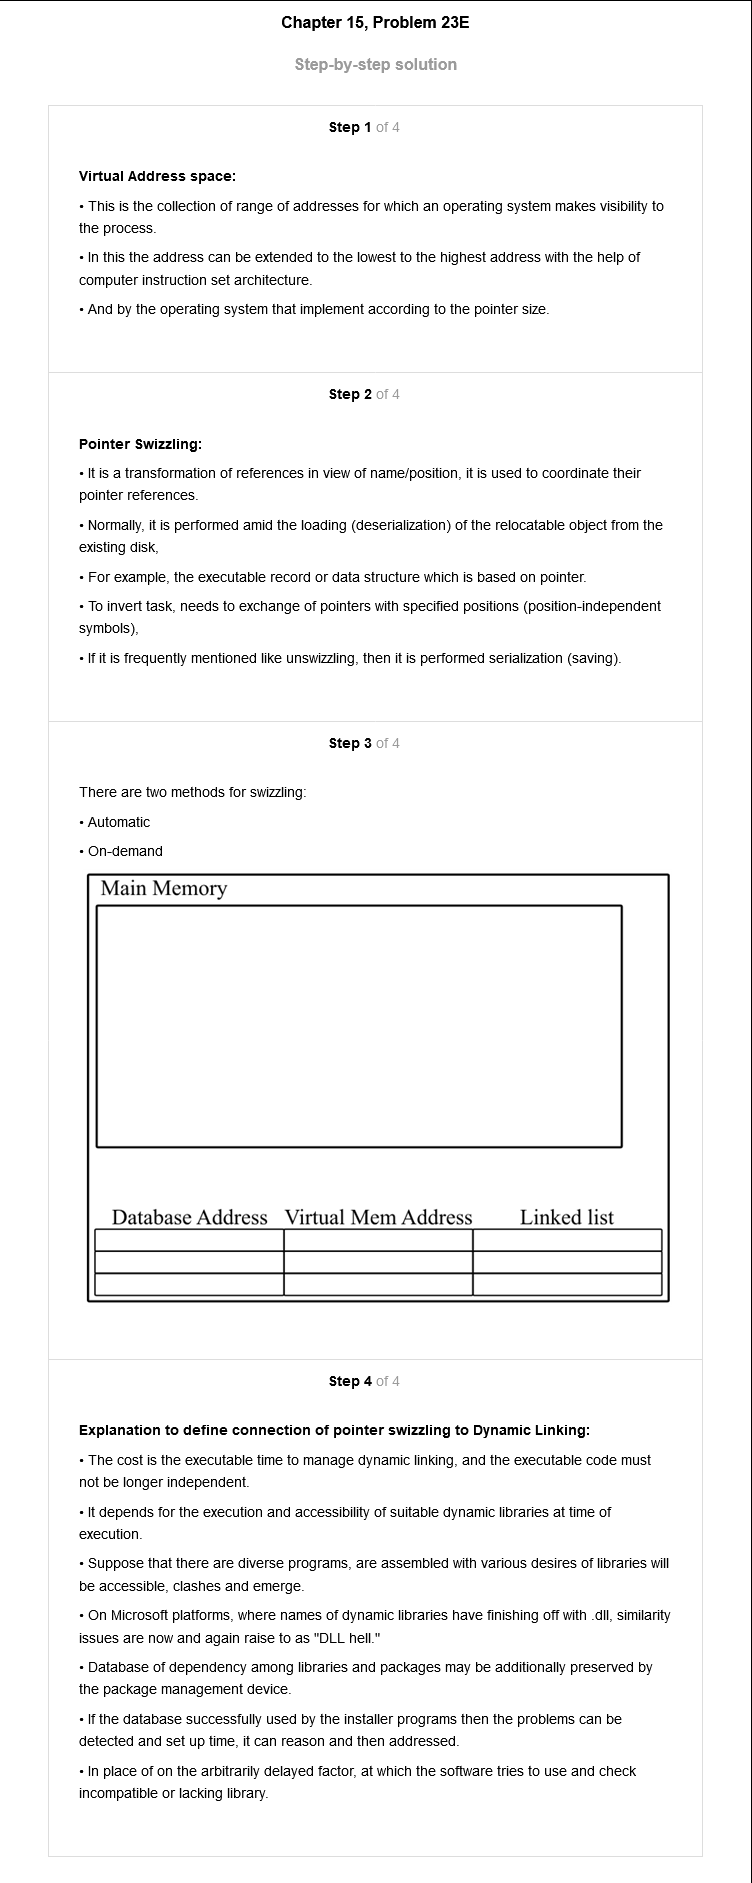 Chapter 15, Problem 23E
Step-by-step solution
Step 1 of 4
Virtual Address space:
• This is the collection of range of addresses for which an operating system makes visibility to
the process.
• In this the address can be extended to the lowest to the highest address with the help of
computer instruction set architecture.
• And by the operating system that implement according to the pointer size.
Step 2 of 4
Pointer Swizzling:
• It is a transformation of references in view of name/position, it is used to coordinate their
pointer references.
• Normally, it is performed amid the loading (deserialization) of the relocatable object from the
existing disk,
• For example, the executable record or data structure which is based on pointer.
• To invert task, needs to exchange of pointers with specified positions (position-independent
symbols),
• If it is frequently mentioned like unswizzling, then it is performed serialization (saving).
Step 3 of 4
There are two methods for swizzling:
• Automatic
• On-demand
Main Memory
Database Address Virtual Mem Address Linked list
Step 4 of 4
Explanation to define connection of pointer swizzling to Dynamic Linking:
• The cost is the executable time to manage dynamic linking, and the executable code must
not be longer independent.
• It depends for the execution and accessibility of suitable dynamic libraries at time of
execution.
• Suppose that there are diverse programs, are assembled with various desires of libraries will
be accessible, clashes and emerge.
• On Microsoft platforms, where names of dynamic libraries have finishing off with .dll, similarity
issues are now and again raise to as "DLL hell."
• Database of dependency among libraries and packages may be additionally preserved by
the package management device.
• If the database successfully used by the installer programs then the problems can be
detected and set up time, it can reason and then addressed.
• In place of on the arbitrarily delayed factor, at which the software tries to use and check
incompatible or lacking library.